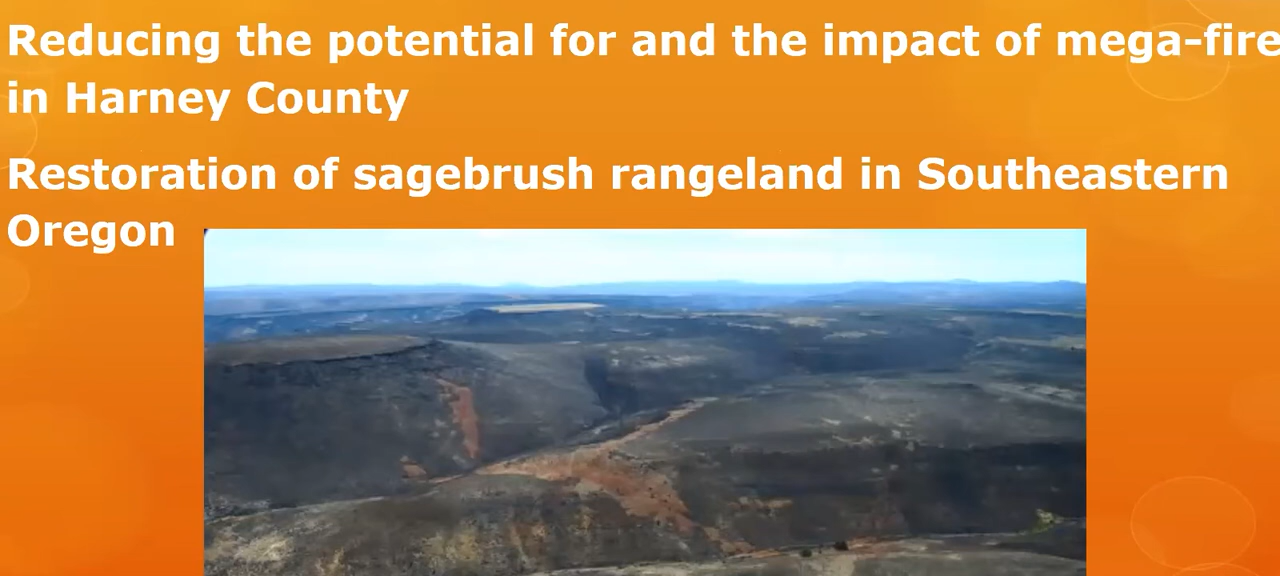 Reducing the potential for and the impact of mega-fire
in Harney County
Restoration of sagebrush rangeland in Southeastern
Oregon